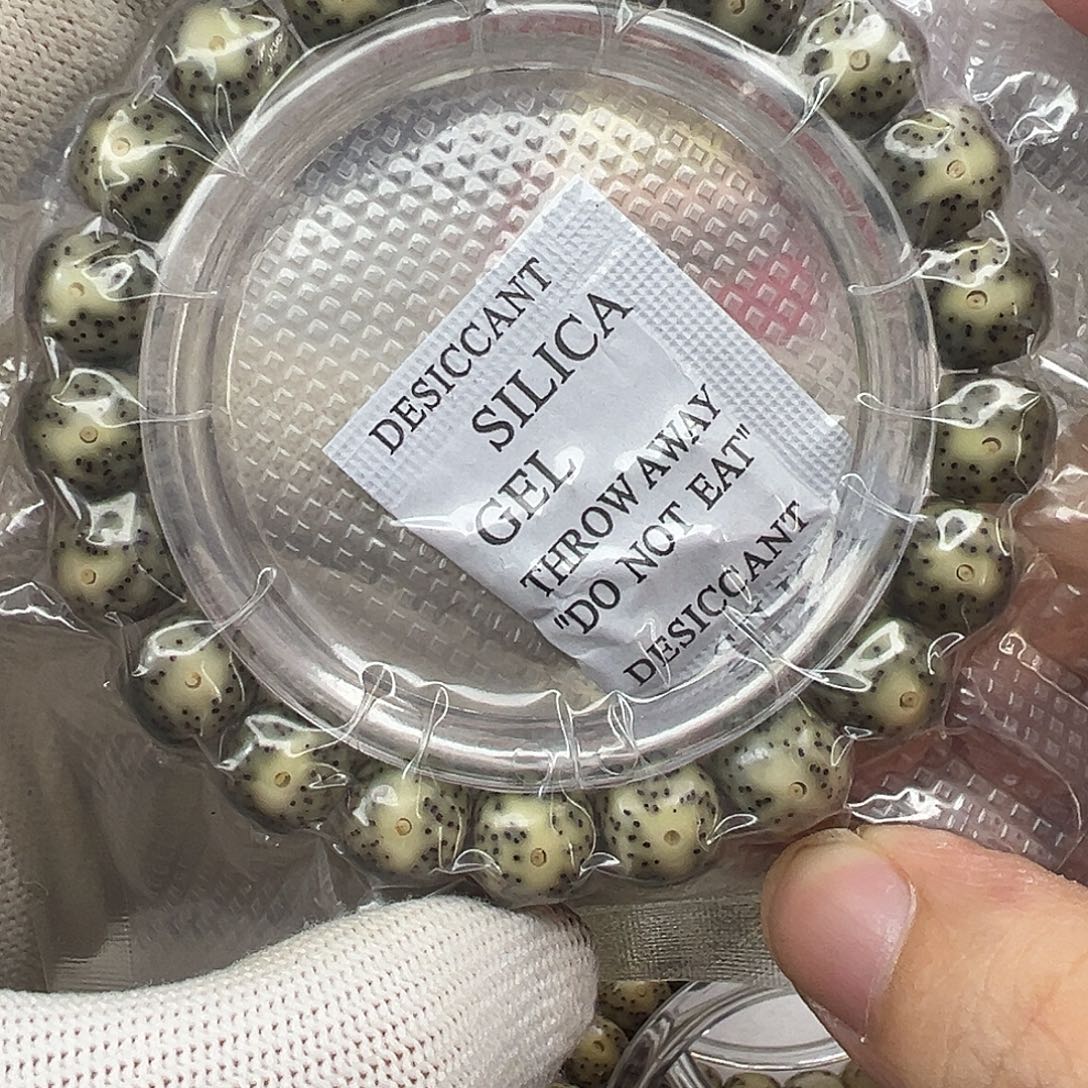 DESICCANT
SILICA
GEL
THROW AWAY
"DO NOT EAT"
DESICCANT